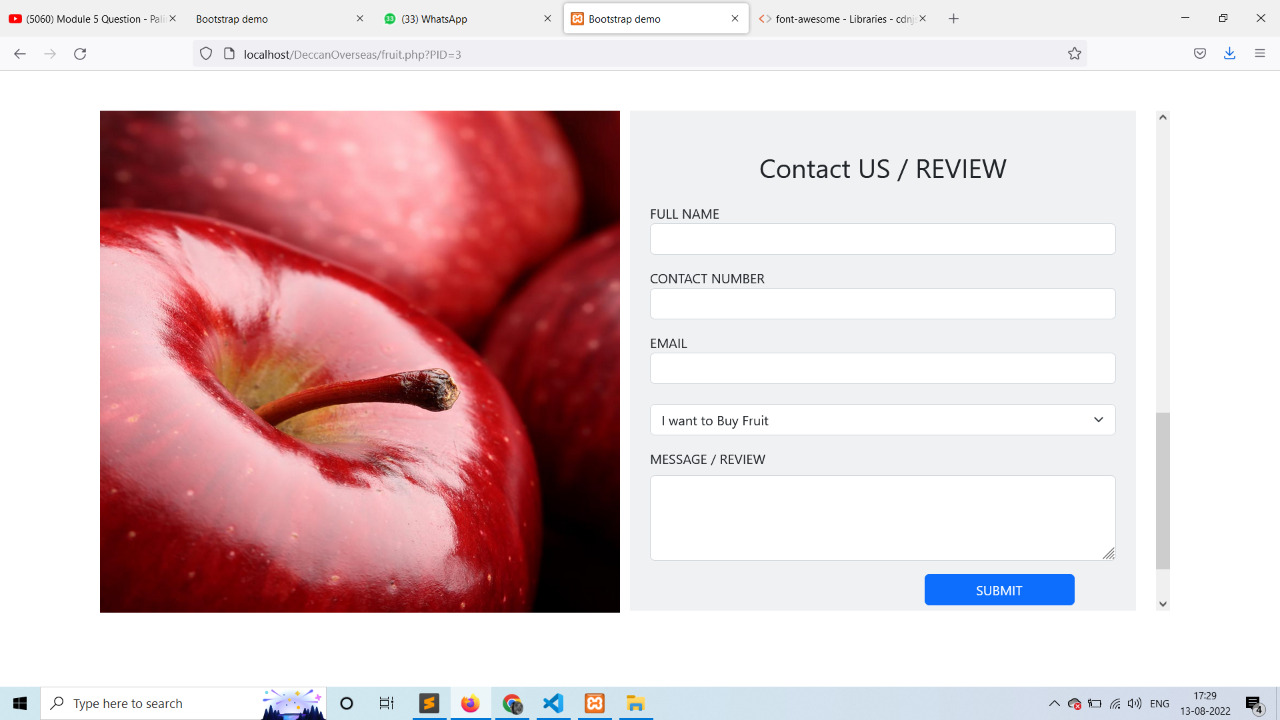 (5060) Module 5 Question - Pali
Bootstrap demo
33
(33) WhatsApp
Bootstrap demo
font-awesome - Libraries - cdnj
localhost/DeccanOverseas/fruit.php?PID=3
Contact US / REVIEW
FULL NAME
CONTACT NUMBER
EMAIL
I want to Buy Fruit
MESSAGE / REVIEW
SUBMIT
Type here to search
ENG
17:29
13-08-2022
4